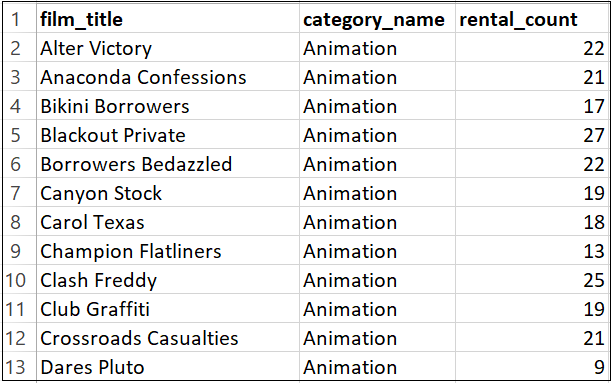 1 film_title category_name rental_count
2 Alter Victory Animation 22
3 Anaconda Confessions Animation 21
4 Bikini Borrowers Animation 17
5 Blackout Private Animation 27
6 Borrowers Bedazzled Animation 22
7 Canyon Stock Animation 19
8 Carol Texas Animation 18
9 Champion Flatliners Animation 13
10 Clash Freddy Animation 25
11 Club Graffiti Animation 19
12 Crossroads Casualties Animation 21
13 Dares Pluto Animation 9